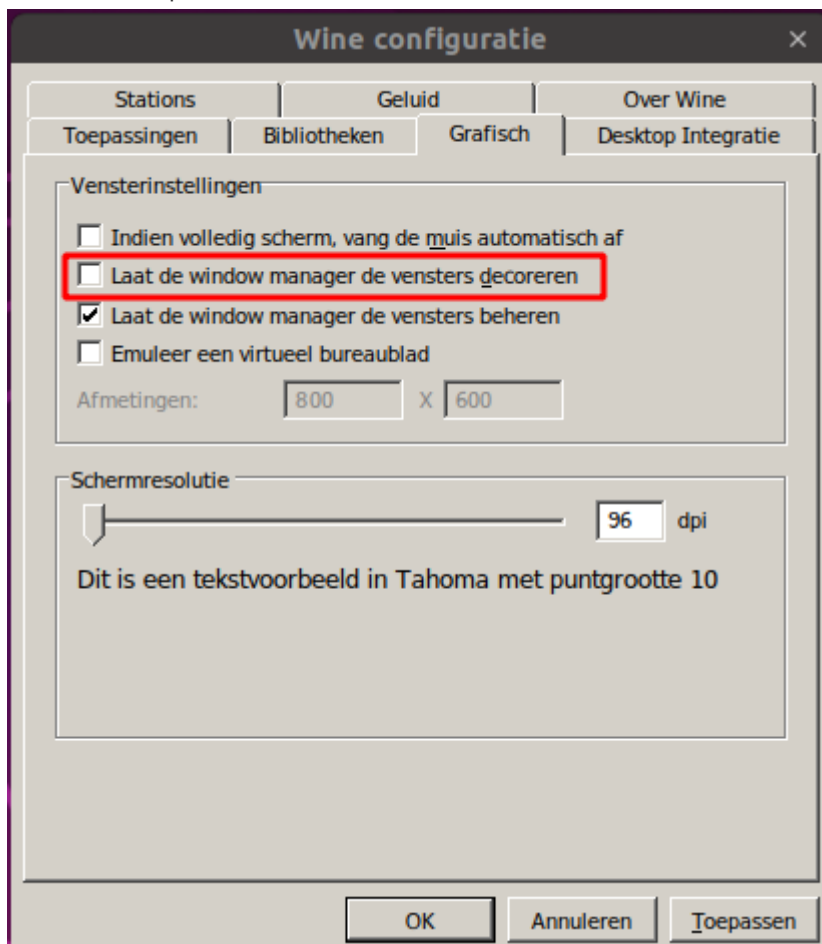 Wine configuratie ×
Stations Geluid Over Wine
Toepassingen Bibliotheken Grafisch Desktop Integratie
Vensterinstellingen
Indien volledig scherm, vang de muis automatisch af
Laat de window manager de vensters decoreren
Laat de window manager de vensters beheren
Emuleer een virtueel bureaublad
Afmetingen: 800 X 600
Schermresolutie
96 dpi
Dit is een tekstvoorbeeld in Tahoma met puntgrootte 10
OK Annuleren Toepassen